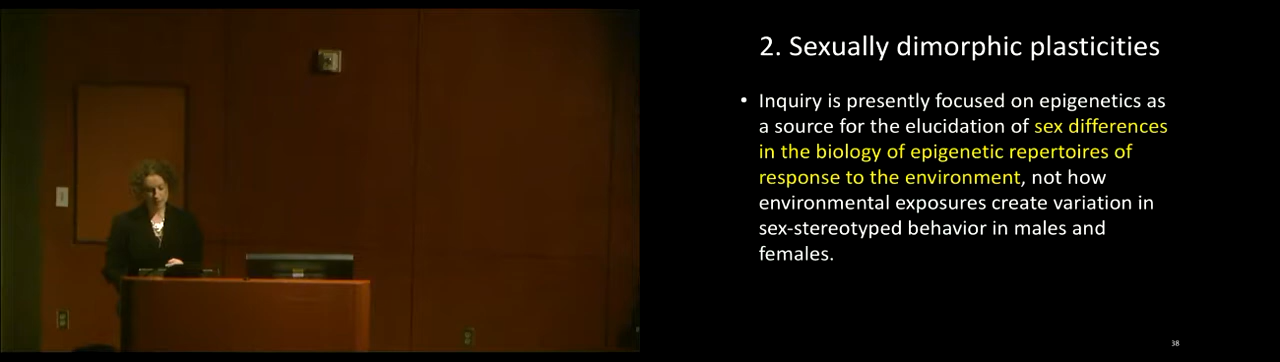 2. Sexually dimorphic plasticities
• Inquiry is presently focused on epigenetics as
a source for the elucidation of sex differences
in the biology of epigenetic repertoires of
response to the environment, not how
environmental exposures create variation in
sex-stereotyped behavior in males and
females.
38